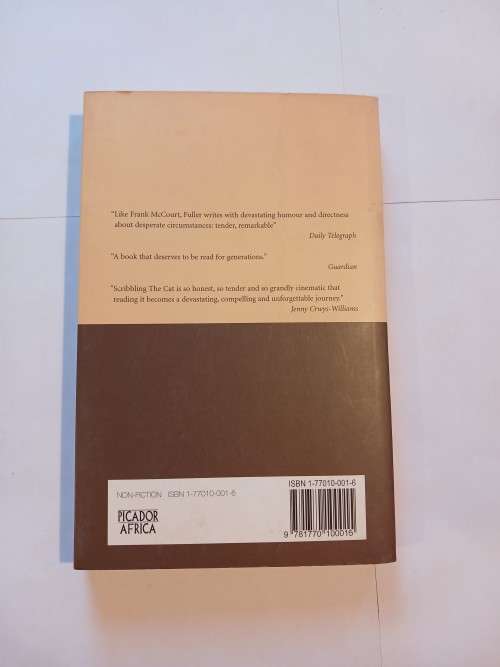 "Like Frank McCourt, Fuller writes with devastating humour and directness
about desperate circumstances: tender, remarkable"
Daily Telegraph
"A book that deserves to be read for generations."
Guardian
"Scribbling The Cat is so honest, so tender and so grandly cinematic that
reading it becomes a devastating, compelling and unforgettable journey."
Jenny Crwys-Williams
NON-FICTION ISBN 1-77010-001-6
PICADOR
AFRICA
ISBN 1-77010-001-6
9 781770 100016